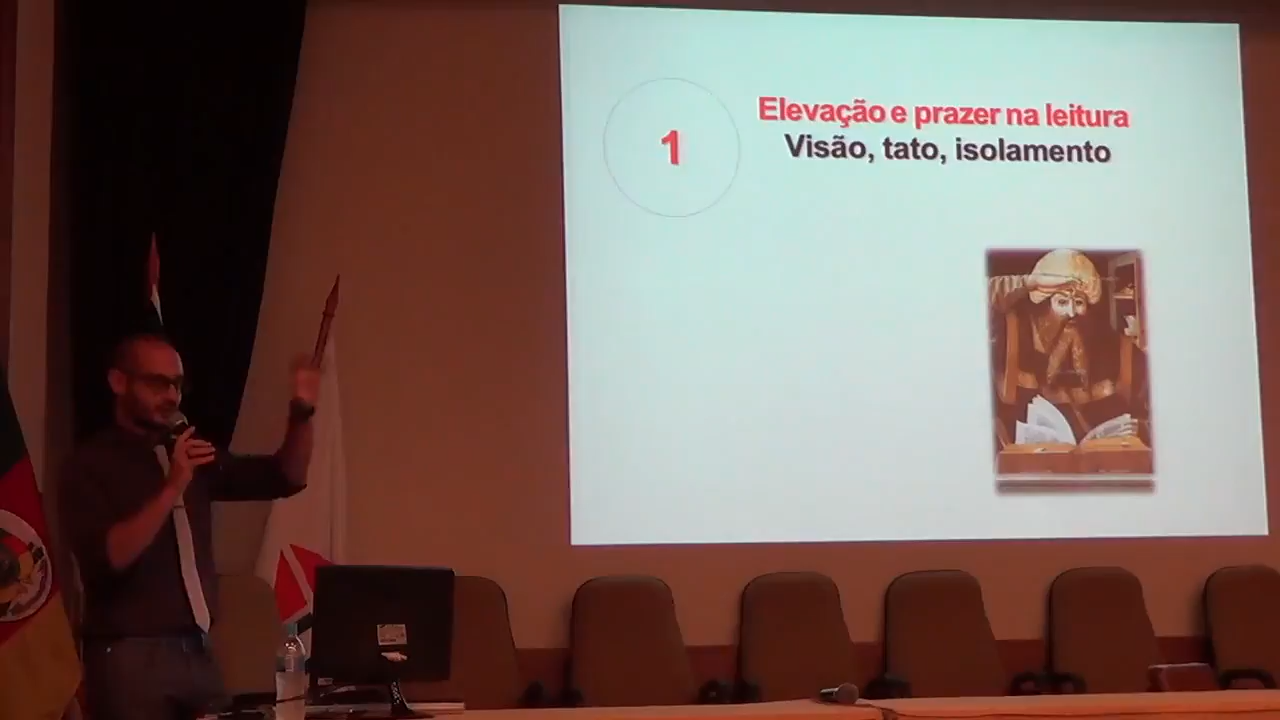 1
Elevação e prazer na leitura
Visão, tato, isolamento